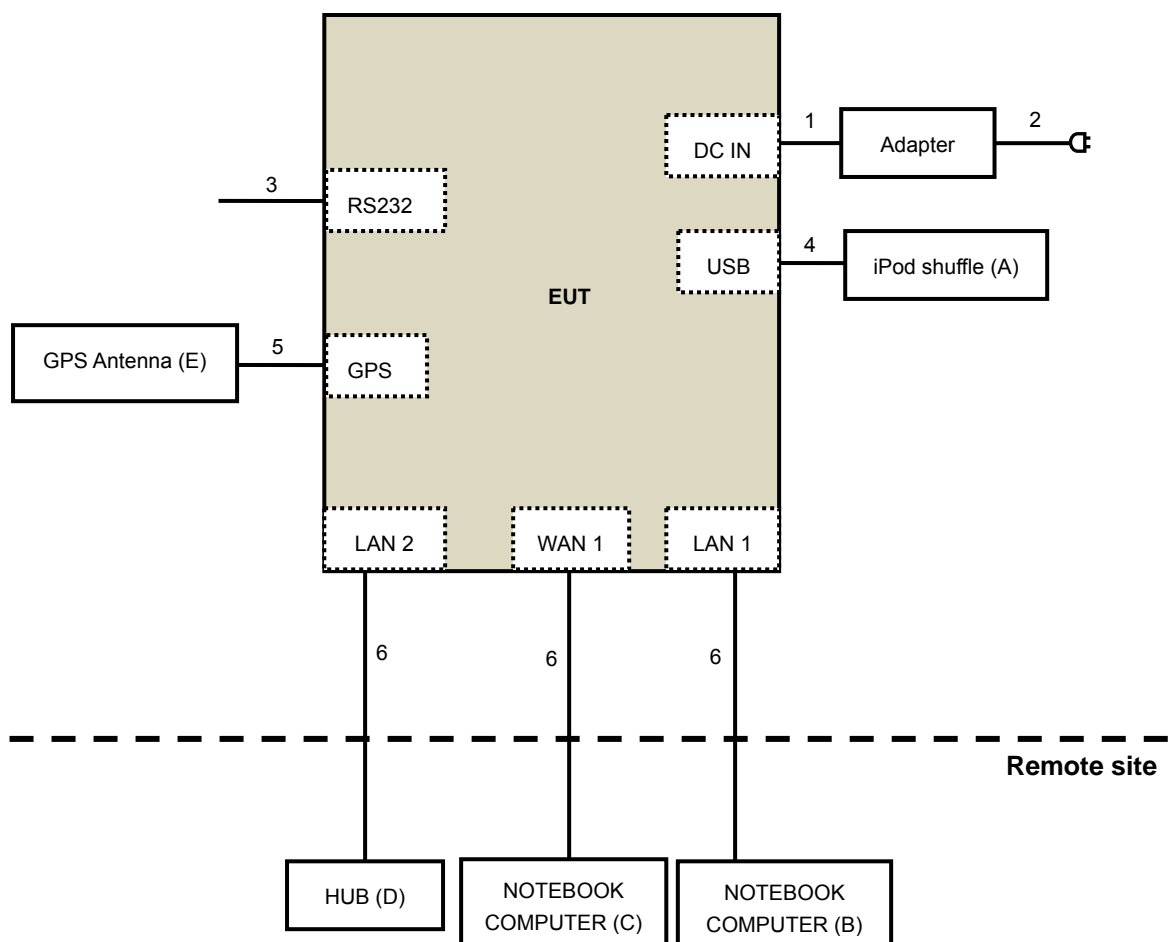 1
2
DC IN
Adapter
3
RS232
4
USB
iPod shuffle (A)
EUT
5
GPS Antenna (E)
GPS
LAN 2
WAN 1
LAN 1
6
6
6
Remote site
HUB (D)
NOTEBOOK
COMPUTER (C)
NOTEBOOK
COMPUTER (B)